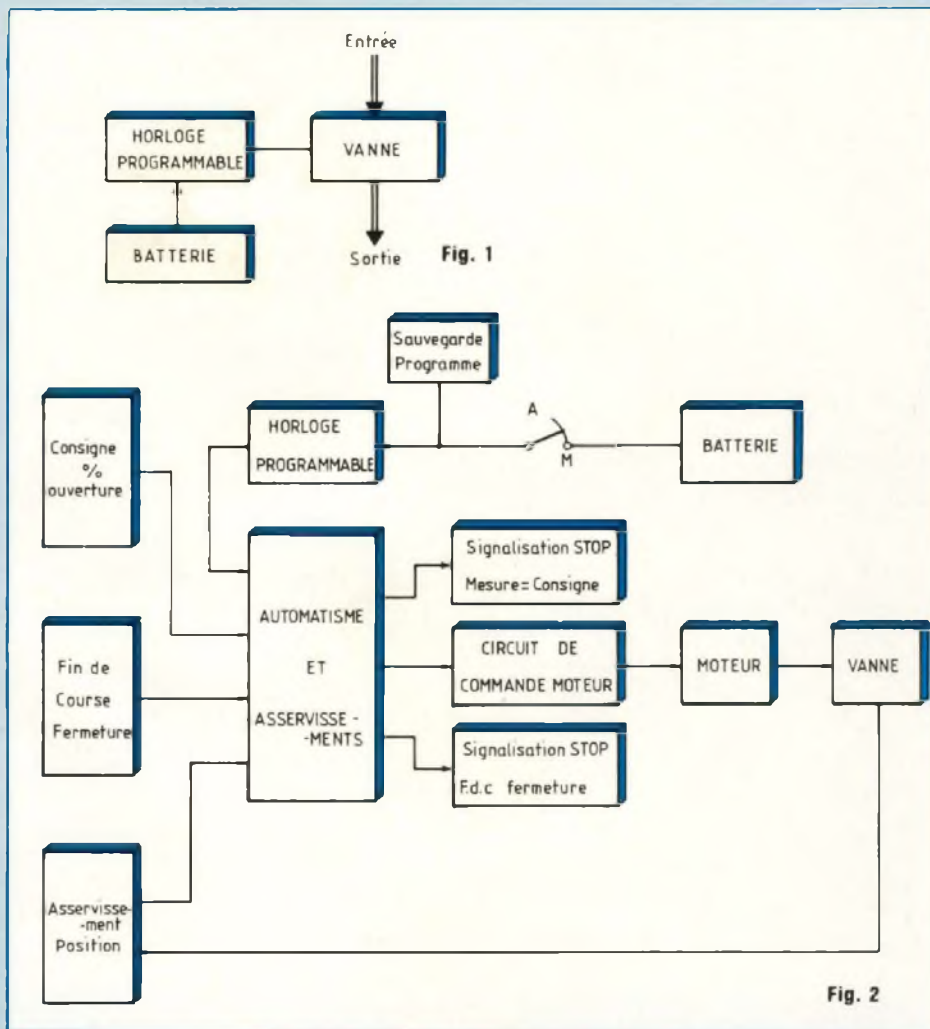 Entrée
HORLOGE
PROGRAMMABLE
VANNE
BATTERIE
Sortie
Fig. 1
Sauvegarde
Programme
Consigne
%
ouverture
HORLOGE
PROGRAMMABLE
A
M
BATTERIE
Signalisation STOP
Mesure = Consigne
AUTOMATISME
ET
ASSERVISSE-
-MENTS
Fin de
Course
Fermeture
CIRCUIT DE
COMMANDE MOTEUR
MOTEUR
VANNE
Signalisation STOP
F.d.c fermeture
Asservisse-
-ment
Position
Fig. 2